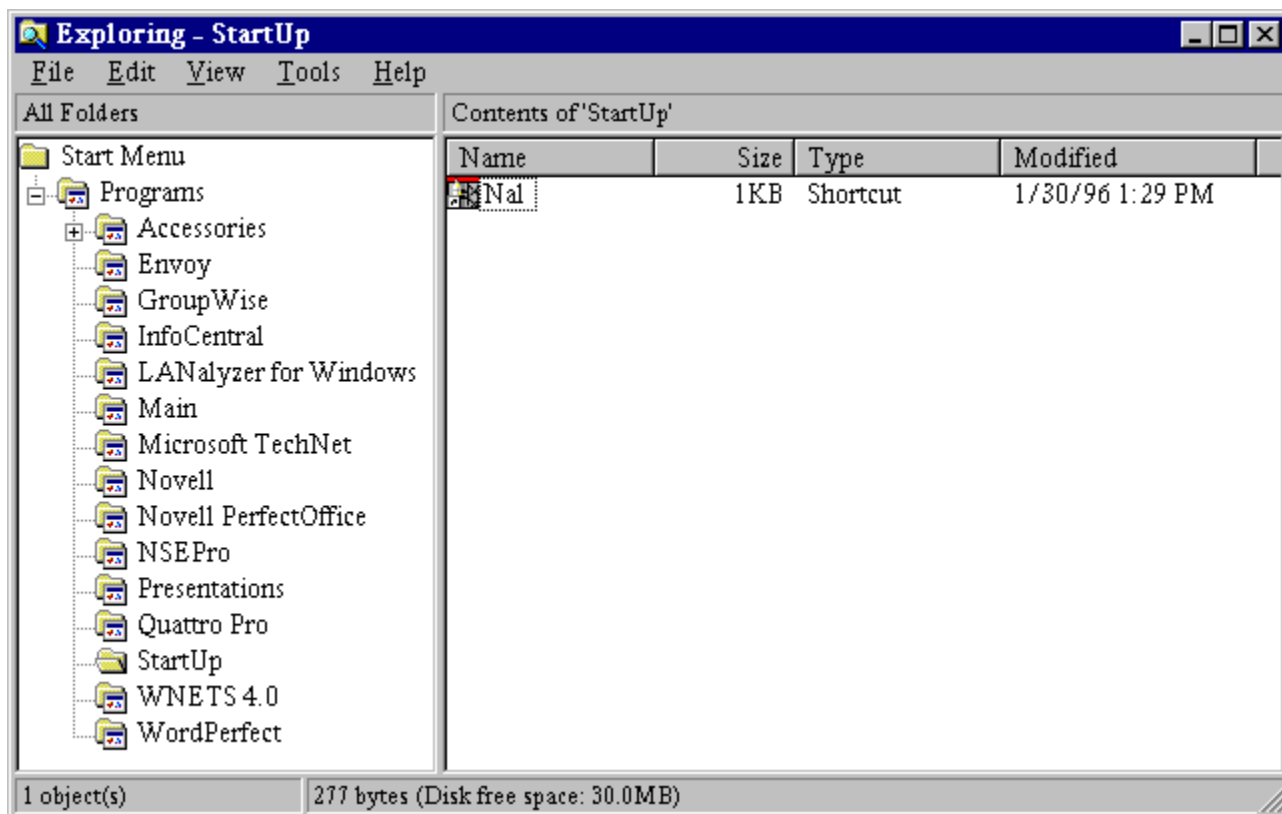 Exploring - StartUp
File Edit View Tools Help
All Folders
Contents of 'StartUp'
Start Menu
Programs
Accessories
Envoy
GroupWise
InfoCentral
LANalyzer for Windows
Main
Microsoft TechNet
Novell
Novell PerfectOffice
NSEPro
Presentations
Quattro Pro
StartUp
WNETS 4.0
WordPerfect
Name Size Type Modified
Nal 1KB Shortcut 1/30/96 1:29 PM
1 object(s)
277 bytes (Disk free space: 30.0MB)